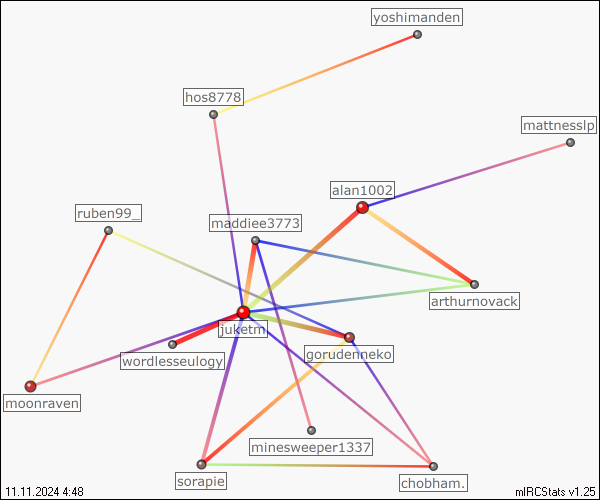 yoshimanden
hos8778
mattnesslp
alan1002
ruben99_
maddiee3773
arthurnovack
juketm
gorudenneko
wordlesseulogy
moonraven
minesweeper1337
sorapie
chobham.
11.11.2024 4:48
mIRCStats v1.25